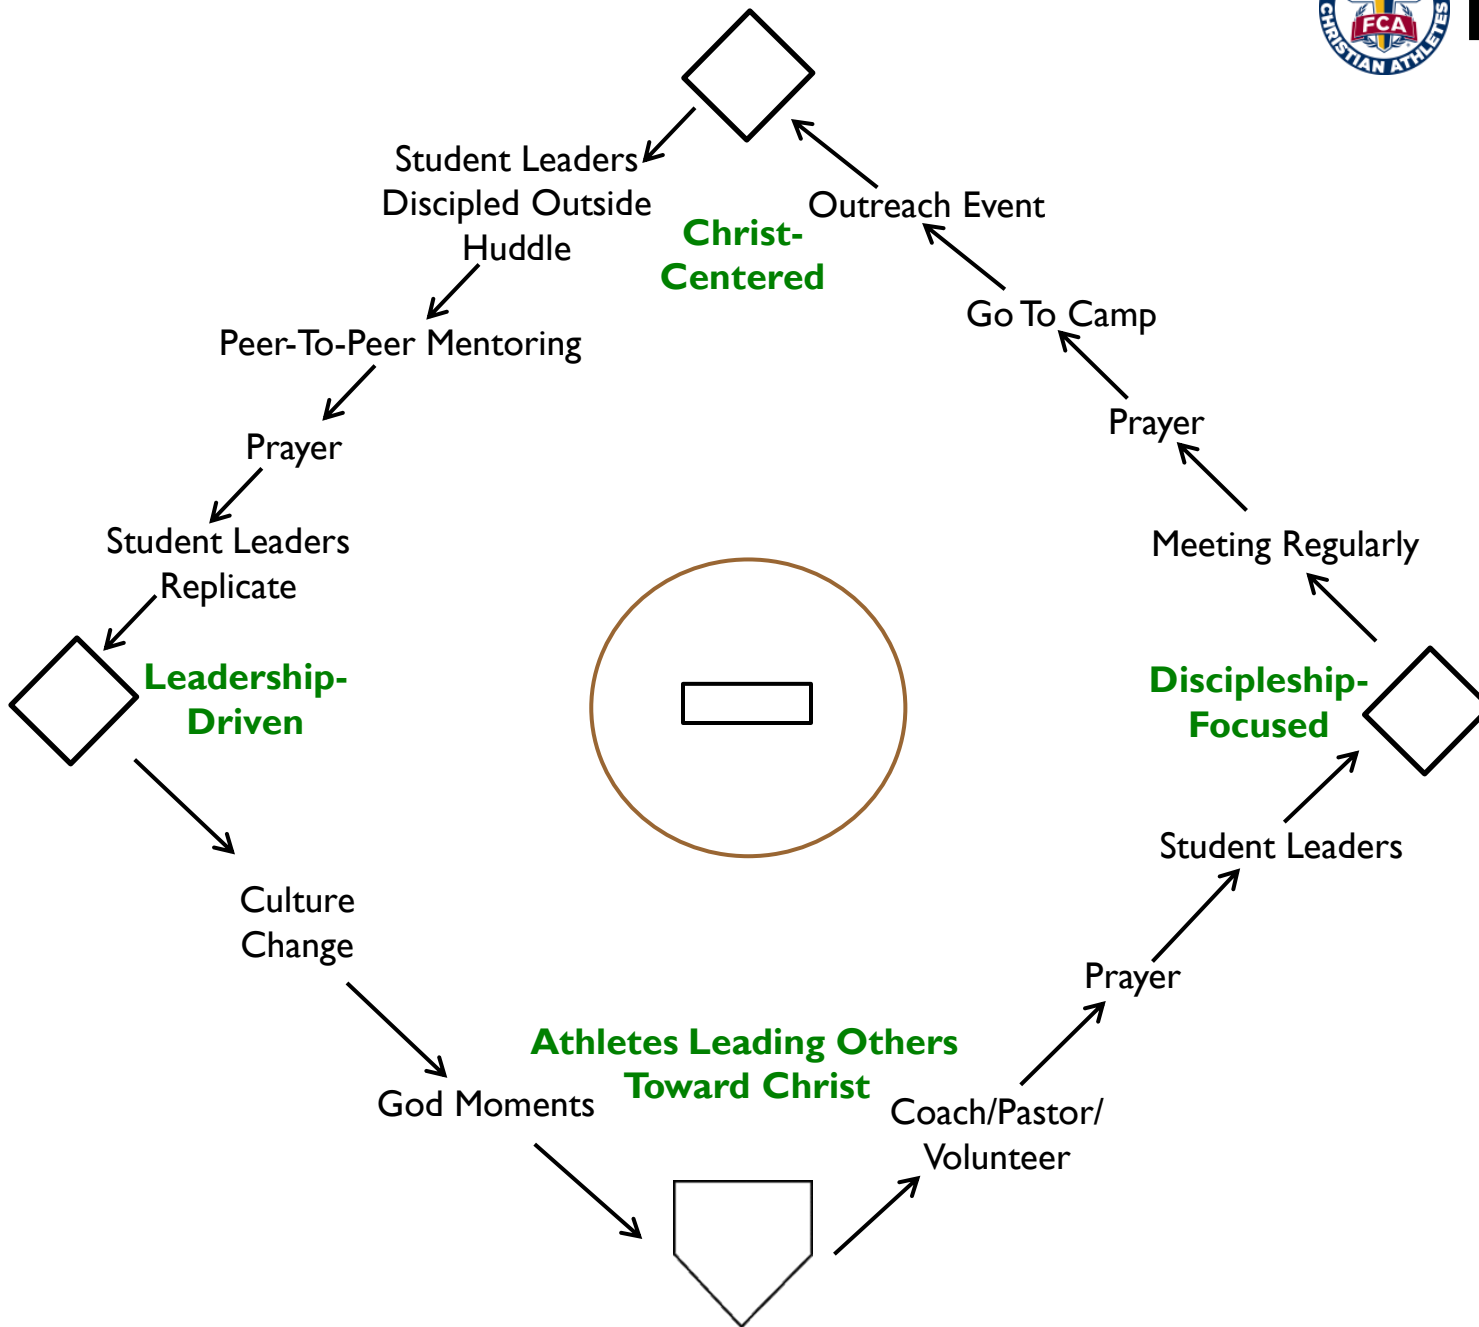 FCA
CHRISTIAN ATHLETES
Student Leaders
Discipled Outside
Huddle
Christ-
Centered
Outreach Event
Go To Camp
Peer-To-Peer Mentoring
Prayer
Prayer
Student Leaders
Replicate
Meeting Regularly
Leadership-
Driven
Discipleship-
Focused
Student Leaders
Culture
Change
Prayer
Athletes Leading Others
Toward Christ
God Moments
Coach/Pastor/
Volunteer